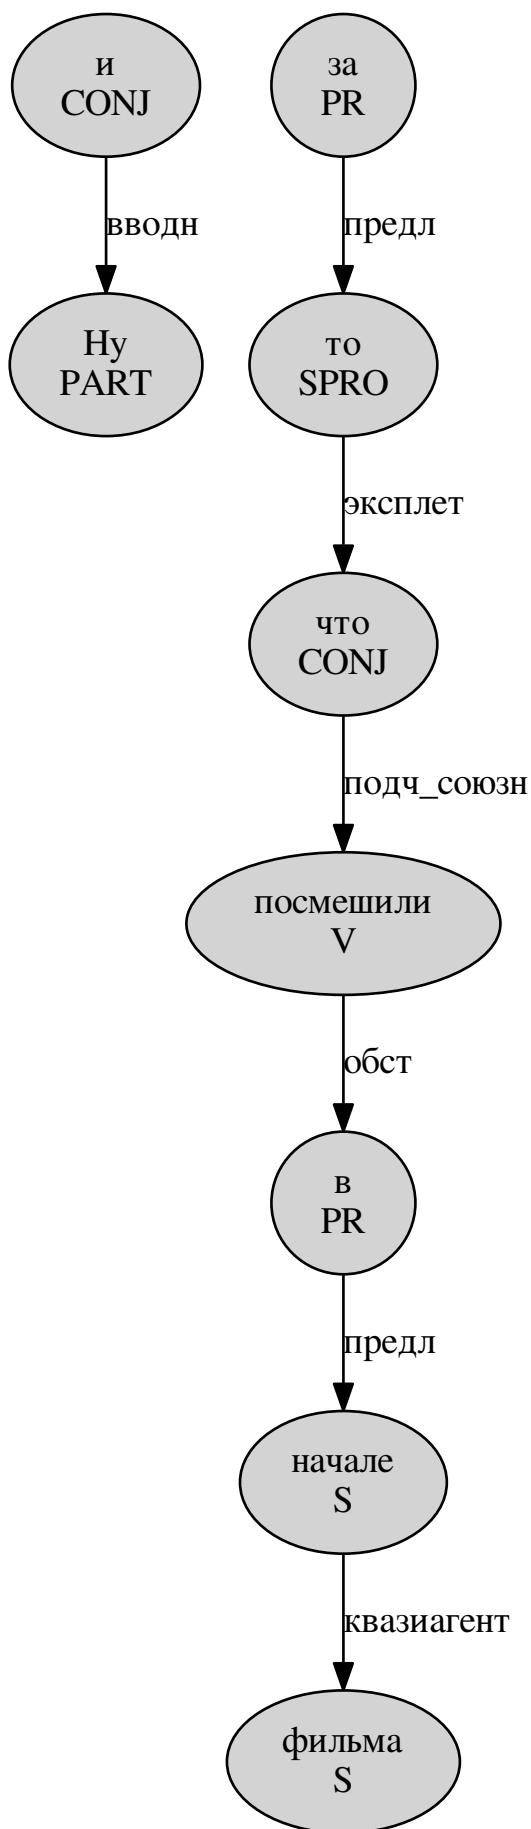 и
CONJ
вводн
Ну
PART
за
PR
предл
то
SPRO
эксплет
что
CONJ
подч_союзн
посмешили
V
обст
в
PR
предл
начале
S
квазиагент
фильма
S